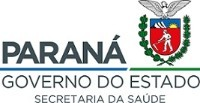 PARANÁ
GOVERNO DO ESTADO
SECRETARIA DA SAÚDE